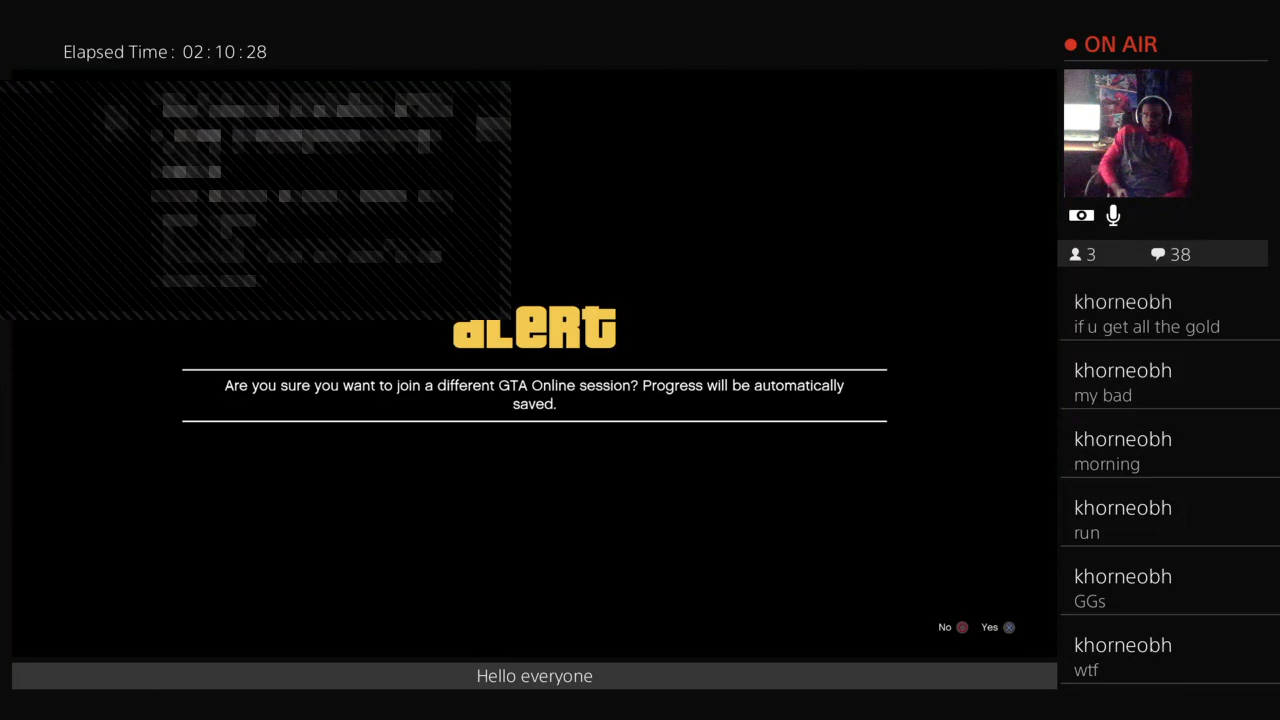 Elapsed Time: 02:10:28
ON AIR
3
38
alert
Are you sure you want to join a different GTA Online session? Progress will be automatically
saved.
No
Yes
Hello everyone
khorneobh
if u get all the gold
khorneobh
my bad
khorneobh
morning
khorneobh
run
khorneobh
GGs
khorneobh
wtf